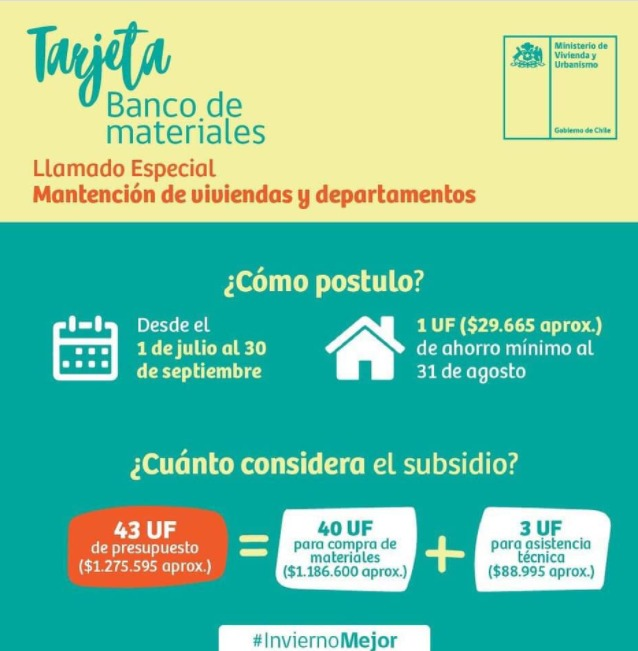 Tarjeta
Banco de
materiales
Ministerio de
Vivienda y
Urbanismo
Gobierno de Chile
Llamado Especial
Mantención de viviendas y departamentos
¿Cómo postulo?
Desde el
1 de julio al 30
de septiembre
1 UF ($29.665 aprox.)
de ahorro mínimo al
31 de agosto
¿Cuánto considera el subsidio?
43 UF
de presupuesto
($1.275.595 aprox.)
=
40 UF
para compra de
materiales
($1.186.600 aprox.)
+
3 UF
para asistencia
técnica
($88.995 aprox.)
#InviernoMejor